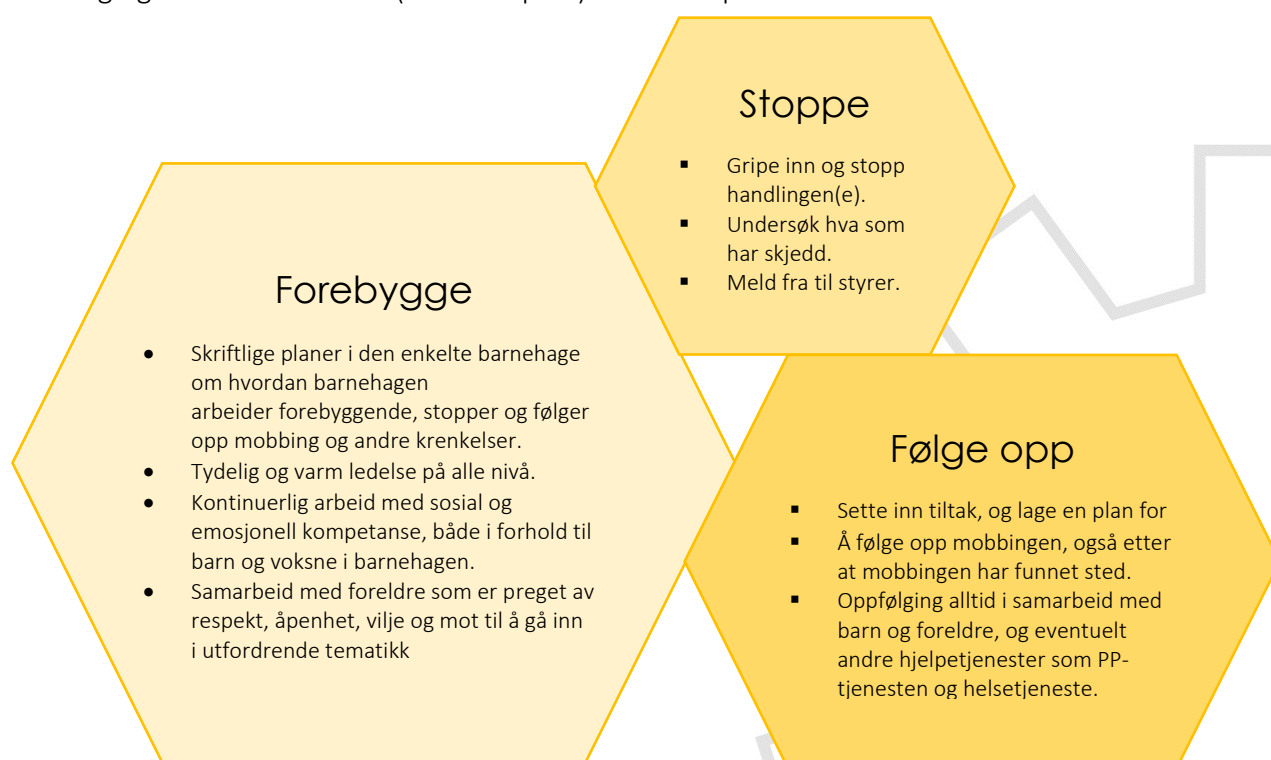 Stoppe
▪ Gripe inn og stopp
handlingen(e).
▪ Undersøk hva som
har skjedd.
▪ Meld fra til styrer.
Forebygge
● Skriftlige planer i den enkelte barnehage
om hvordan barnehagen
arbeider forebyggende, stopper og følger
opp mobbing og andre krenkelser.
● Tydelig og varm ledelse på alle nivå.
● Kontinuerlig arbeid med sosial og
emosjonell kompetanse, både i forhold til
barn og voksne i barnehagen.
● Samarbeid med foreldre som er preget av
respekt, åpenhet, vilje og mot til å gå inn
i utfordrende tematikk
Følge opp
▪ Sette inn tiltak, og lage en plan for
▪ Å følge opp mobbingen, også etter
at mobbingen har funnet sted.
▪ Oppfølging alltid i samarbeid med
barn og foreldre, og eventuelt
andre hjelpetjenester som PP-
tjenesten og helsetjeneste.